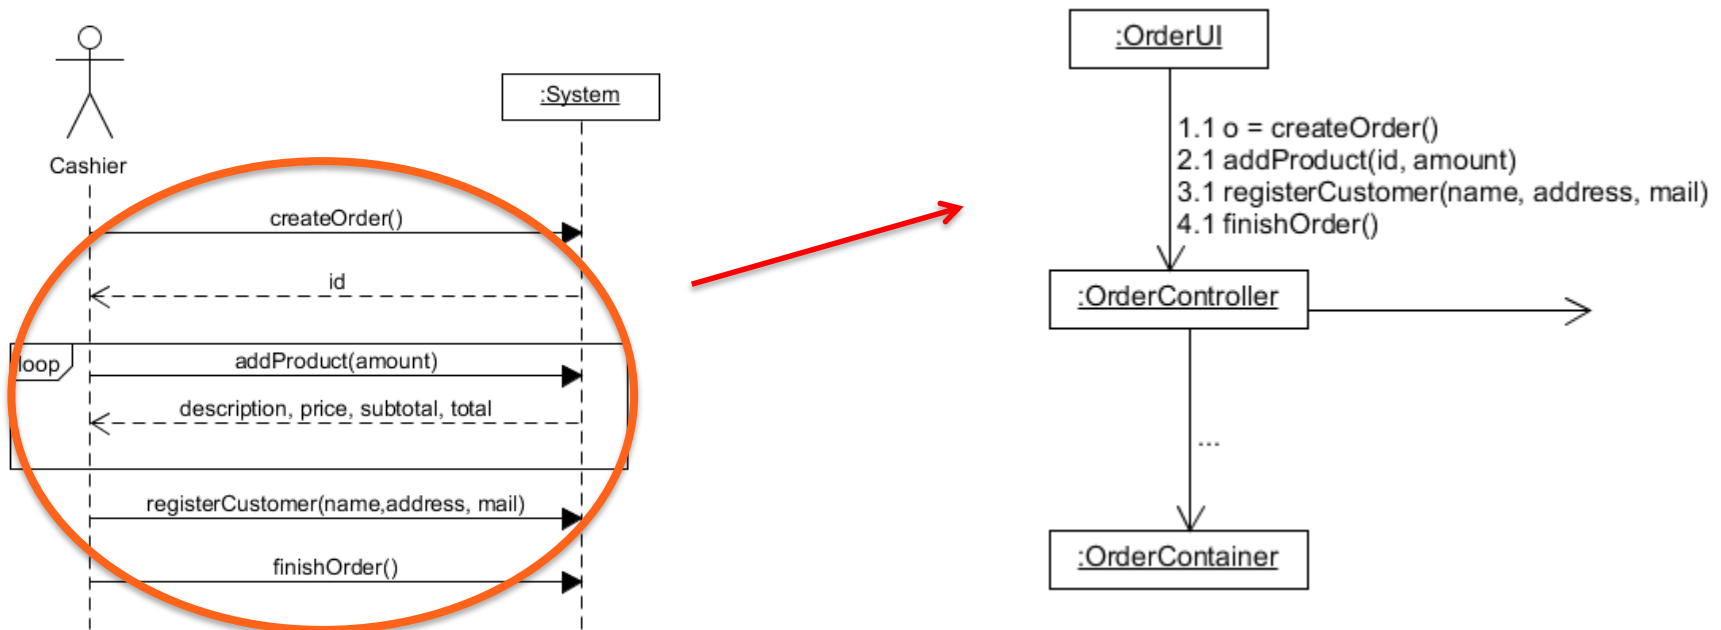 :System
Cashier
createOrder()
id
loop
addProduct(amount)
description, price, subtotal, total
registerCustomer(name,address, mail)
finishOrder()
:OrderUI
1.1 o = createOrder()
2.1 addProduct(id, amount)
3.1 registerCustomer(name, address, mail)
4.1 finishOrder()
:OrderController
...
:OrderContainer